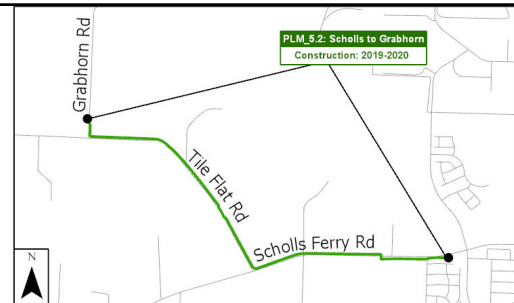 Grabhorn Rd
PLM_5.2: Scholls to Grabhorn
Construction: 2019-2020
Tile Flat Rd
Scholls Ferry Rd
N